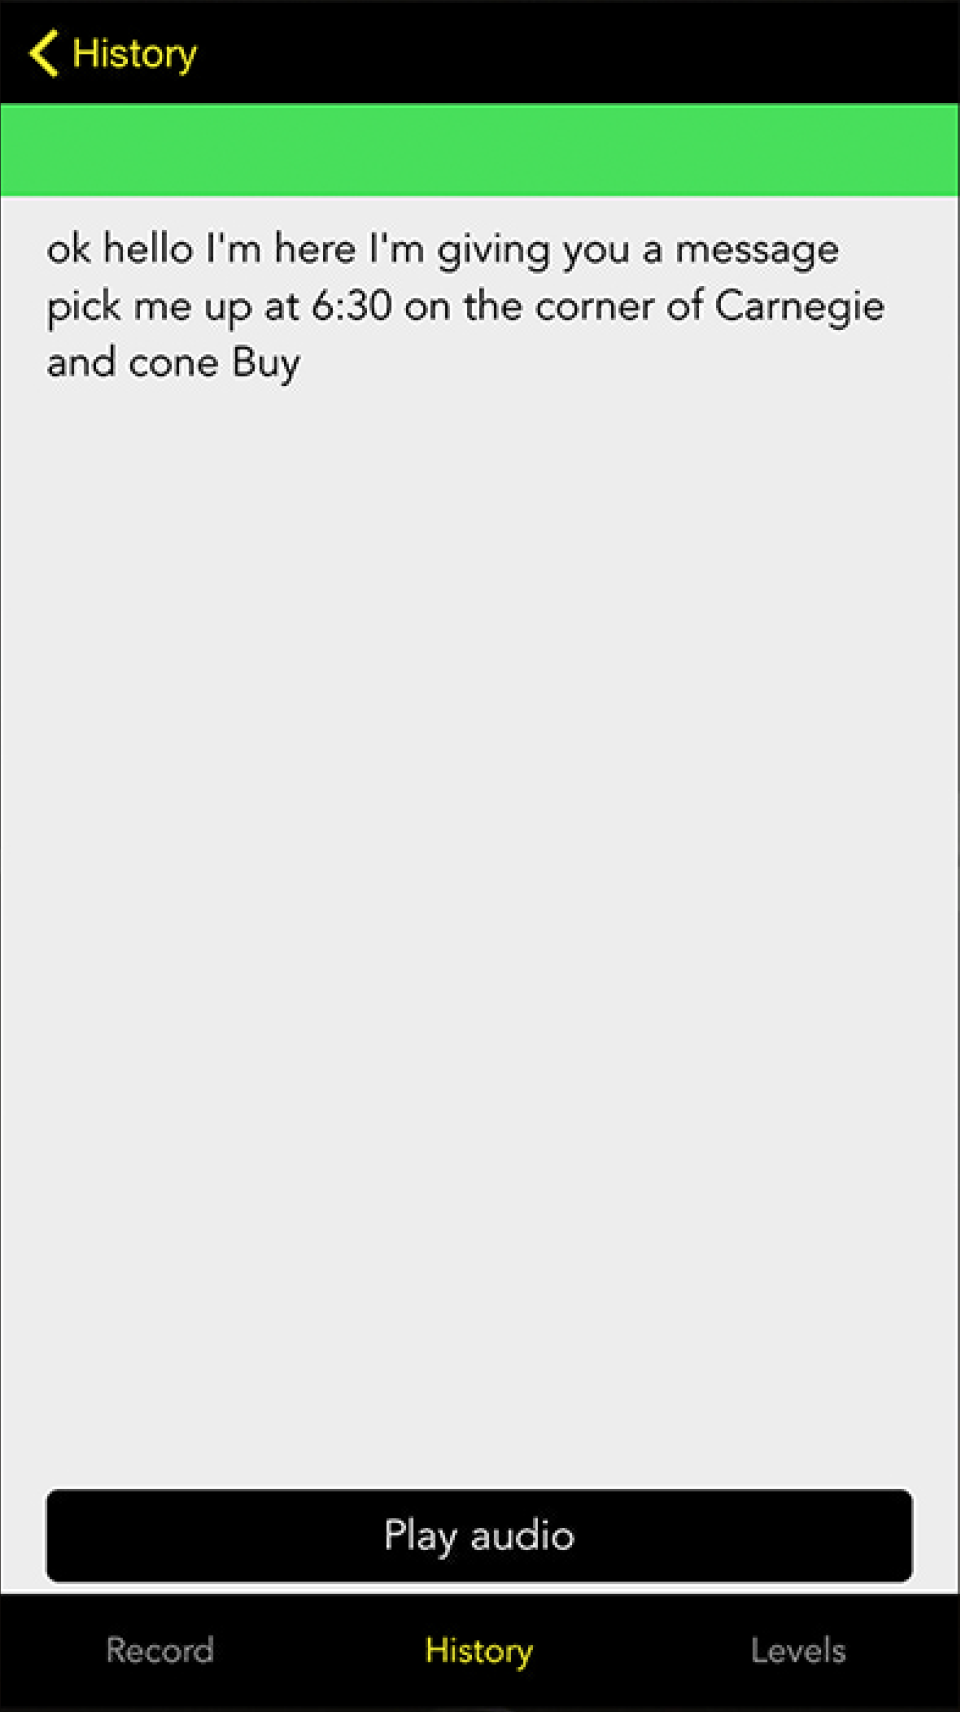 History
ok hello I'm here I'm giving you a message
pick me up at 6:30 on the corner of Carnegie
and cone Buy
Play audio
Record History Levels